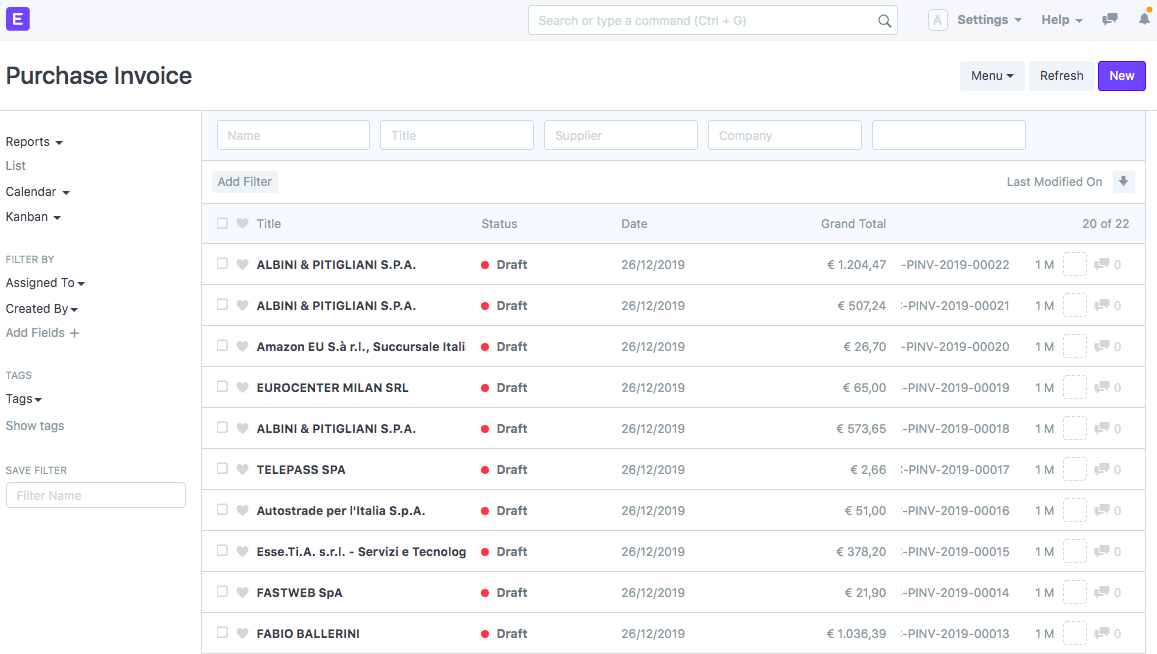 E
Search or type a command (Ctrl + G)
A Settings Help
Purchase Invoice
Menu Refresh New
Reports
List
Calendar
Kanban
FILTER BY
Assigned To
Created By
Add Fields +
TAGS
Tags
Show tags
SAVE FILTER
Filter Name
Name Title Supplier Company
Add Filter Last Modified On
Title Status Date Grand Total 20 of 22
ALBINI & PITIGLIANI S.P.A. Draft 26/12/2019 € 1.204,47 -PINV-2019-00022 1 M 0
ALBINI & PITIGLIANI S.P.A. Draft 26/12/2019 € 507,24 -PINV-2019-00021 1 M 0
Amazon EU S.à r.l., Succursale Itali Draft 26/12/2019 € 26,70 -PINV-2019-00020 1 M 0
EUROCENTER MILAN SRL Draft 26/12/2019 € 65,00 -PINV-2019-00019 1 M 0
ALBINI & PITIGLIANI S.P.A. Draft 26/12/2019 € 573,65 -PINV-2019-00018 1 M 0
TELEPASS SPA Draft 26/12/2019 € 2,66 -PINV-2019-00017 1 M 0
Autostrade per l'Italia S.p.A. Draft 26/12/2019 € 51,00 -PINV-2019-00016 1 M 0
Esse.Ti.A. s.r.l. - Servizi e Tecnolog Draft 26/12/2019 € 378,20 -PINV-2019-00015 1 M 0
FASTWEB SpA Draft 26/12/2019 € 21,90 -PINV-2019-00014 1 M 0
FABIO BALLERINI Draft 26/12/2019 € 1.036,39 -PINV-2019-00013 1 M 0